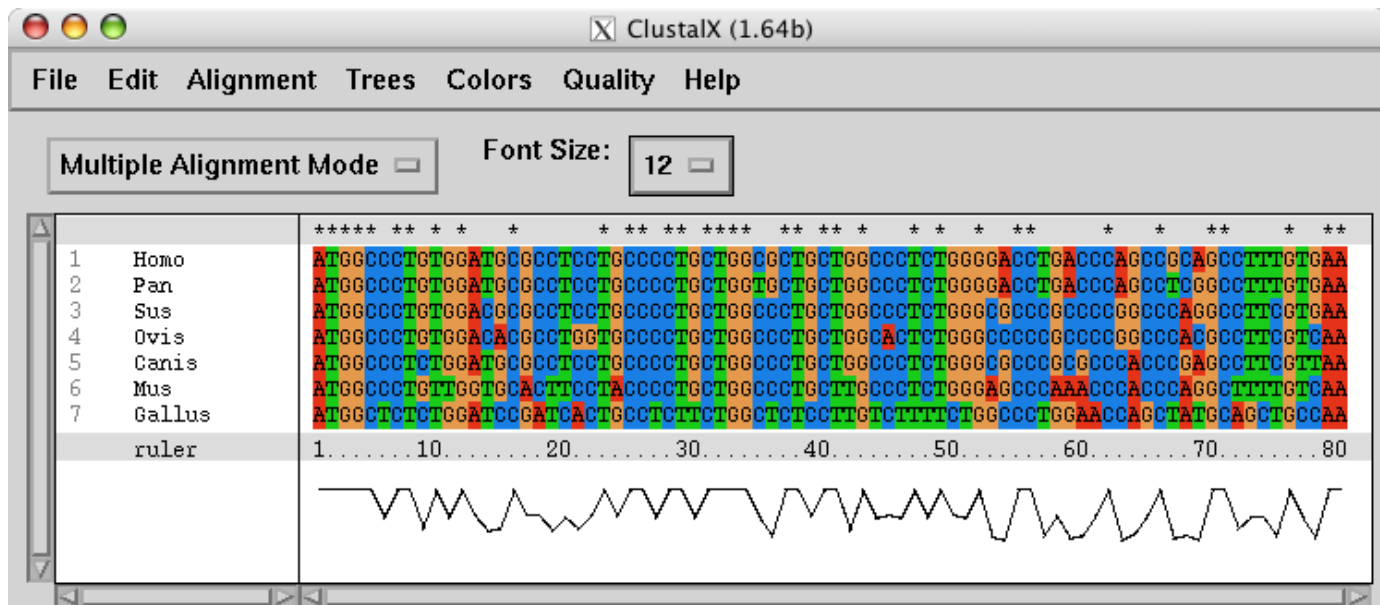 ClustalX (1.64b)
File Edit Alignment Trees Colors Quality Help
Multiple Alignment Mode Font Size: 12
***** ** * *   *      * ** ** ****  ** ** *   * *  *  **     *   *   **    *  **
1 Homo ATGGCCCTGTGGATGCGCCTCCTGCCCCTGCTGGCGCTGCTGGCCCTCTGGGGACCTGACCCAGCCGCAGCCTTTGTGAA
2 Pan ATGGCCCTGTGGATGCGCCTCCTGCCCCTGCTGGTGCTGCTGGCCCTCTGGGGACCTGACCCAGCCTCGGCCTTTGTGAA
3 Sus ATGGCCCTGTGGACGCGCCTCCTGCCCCTGCTGGCCCTGCTGGCCCTCTGGGCGCCCGCCCCGGCCCAGGCCTTCGTGAA
4 Ovis ATGGCCCTGTGGACACGCCTGGTGCCCCTGCTGGCCCTGCTGGCACTCTGGGCCCCCGCCCCGGCCCACGCCTTCGTCAA
5 Canis ATGGCCCTCTGGATGCGCCTCCTGCCCCTGCTGGCCCTGCTGGCCCTCTGGGCGCCCGCGCCCACCCGAGCCTTCGTTAA
6 Mus ATGGCCCTGTTGGTGCACTTCCTACCCCTGCTGGCCCTGCTTGCCCTCTGGGAGCCCAAACCCACCCAGGCTTTTGTCAA
7 Gallus ATGGCTCTCTGGATCCGATCACTGCCTCTTCTGGCTCTCCTTGTCTTTTCTGGCCCTGGAACCAGCTATGCAGCTGCCAA
ruler 1.......10........20........30........40........50........60........70........80